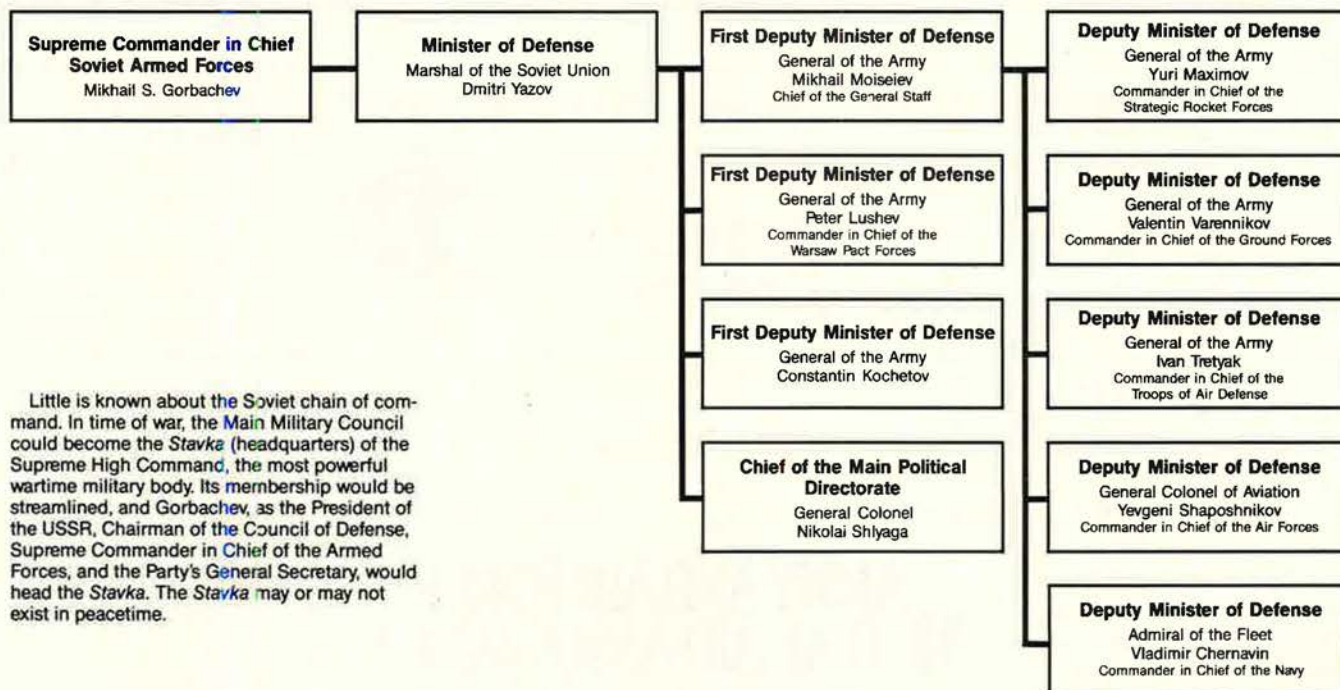 Supreme Commander in Chief
Soviet Armed Forces
Mikhail S. Gorbachev
Minister of Defense
Marshal of the Soviet Union
Dmitri Yazov
First Deputy Minister of Defense
General of the Army
Mikhail Moiseiev
Chief of the General Staff
First Deputy Minister of Defense
General of the Army
Peter Lushev
Commander in Chief of the
Warsaw Pact Forces
First Deputy Minister of Defense
General of the Army
Constantin Kochetov
Chief of the Main Political
Directorate
General Colonel
Nikolai Shlyaga
Deputy Minister of Defense
General of the Army
Yuri Maximov
Commander in Chief of the
Strategic Rocket Forces
Deputy Minister of Defense
General of the Army
Valentin Varennikov
Commander in Chief of the Ground Forces
Deputy Minister of Defense
General of the Army
Ivan Tretyak
Commander in Chief of the
Troops of Air Defense
Deputy Minister of Defense
General Colonel of Aviation
Yevgeni Shaposhnikov
Commander in Chief of the Air Forces
Deputy Minister of Defense
Admiral of the Fleet
Vladimir Chernavin
Commander in Chief of the Navy
Little is known about the Soviet chain of com-
mand. In time of war, the Main Military Council
could become the Stavka (headquarters) of the
Supreme High Command, the most powerful
wartime military body. Its membership would be
streamlined, and Gorbachev, as the President of
the USSR, Chairman of the Council of Defense,
Supreme Commander in Chief of the Armed
Forces, and the Party's General Secretary, would
head the Stavka. The Stavka may or may not
exist in peacetime.